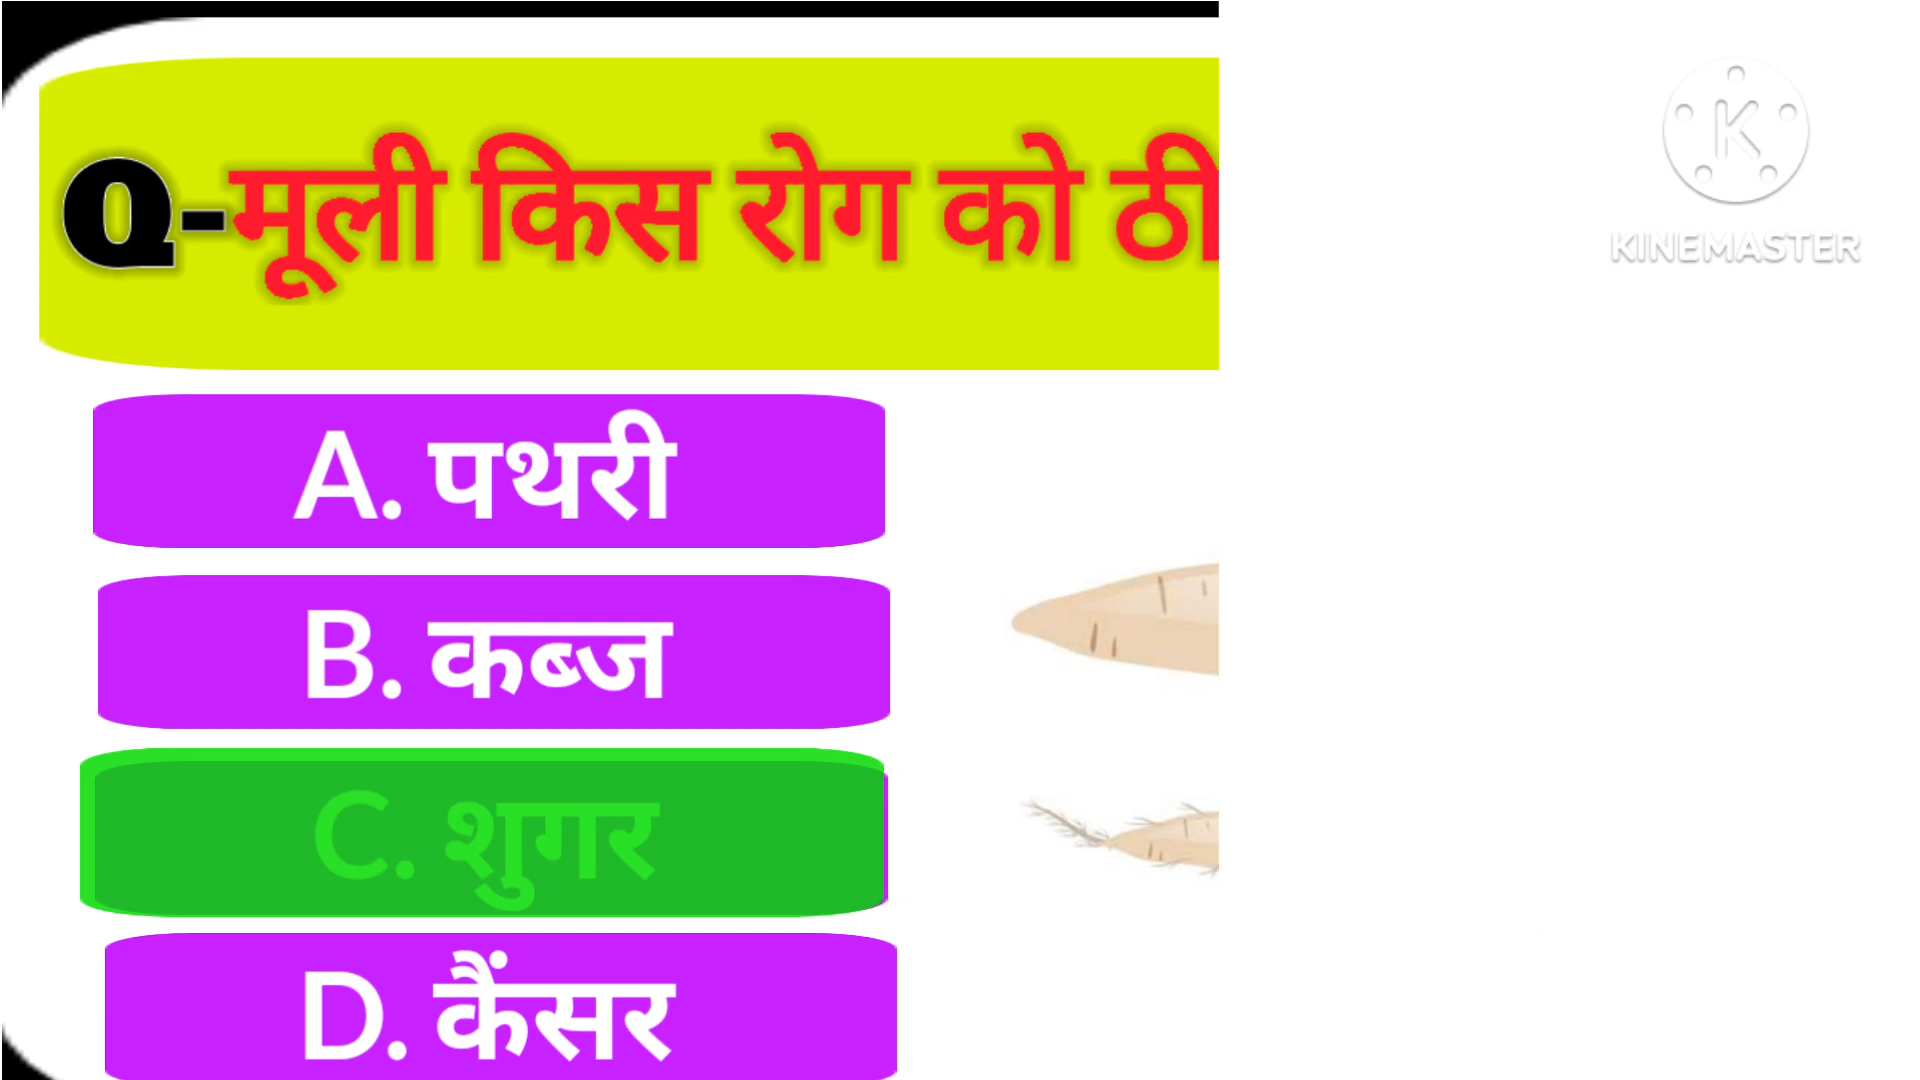 Q-मूली किस रोग को ठी
KINEMASTER
A. पथरी
B. कब्ज
C. शुगर
D. कैंसर